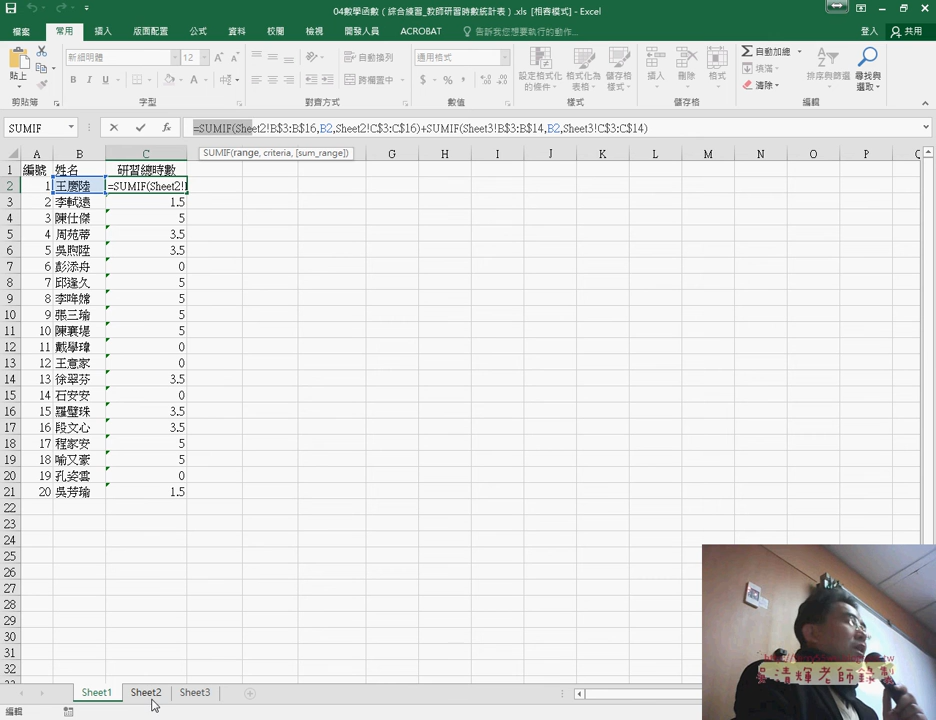 04數學函數（綜合練習_教師研習時數統計表）.xls [相容模式] - Excel
檔案 常用 插入 版面配置 公式 資料 校閱 檢視 開發人員 ACROBAT 告訴我您想要執行的動作... 登入 共用
貼上 新細明體 12 自動換列 通用格式 設定格式化的條件 格式化為表格 儲存格樣式 插入 刪除 格式 自動加總 填滿 清除 排序與篩選 尋找與選取
B I U 跨欄置中 $ % ,
剪貼簿 字型 對齊方式 數值 樣式 儲存格 編輯
SUMIF =SUMIF(Sheet2!B$3:B$16,B2,Sheet2!C$3:C$16)+SUMIF(Sheet3!B$3:B$14,B2,Sheet3!C$3:C$14)
SUMIF(range, criteria, [sum_range])
A B C G H I J K L M N O P Q
1 編號 姓名 研習總時數
2 1 王慶陸 =SUMIF(Sheet2!
3 2 李軾遠 1.5
4 3 陳仕傑 5
5 4 周苑蒂 3.5
6 5 吳煦陞 3.5
7 6 彭添舟 0
8 7 邱逢久 5
9 8 5
10 9 張三瑜 5
11 10 陳襄堤 5
12 11 戴學瑋 0
13 12 王意家 0
14 13 徐翠芬 3.5
15 14 石安安 0
16 15 羅璧珠 3.5
17 16 段文心 3.5
18 17 程家安 5
19 18 喻又豪 5
20 19 孔姿雲 0
21 20 吳芳瑜 1.5
22
23
24
25
26
27
28
29
30
31
32
Sheet1 Sheet2 Sheet3
編輯
吳清輝老師錄製